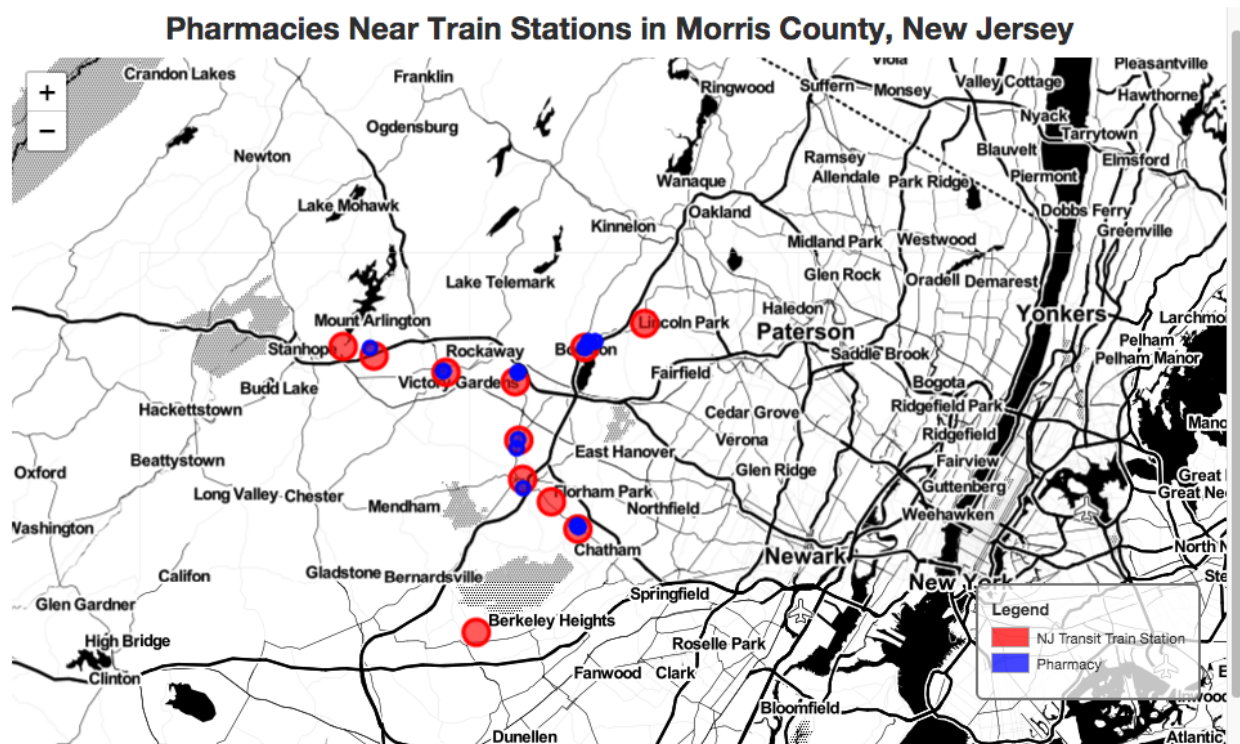 Pharmacies Near Train Stations in Morris County, New Jersey
+
−
Crandon Lakes
Franklin
Ringwood
Suffern
Monsey
Valley Cottage
Pleasantville
Hawthorne
Nyack
Tarrytown
Ogdensburg
Newton
Blauvelt
Elmsford
Ramsey
Allendale
Park Ridge
Piermont
Wanaque
Lake Mohawk
Oakland
Dobbs Ferry
Kinnelon
Greenville
Midland Park
Westwood
Glen Rock
Oradell
Demarest
Lake Telemark
Haledon
Yonkers
Mount Arlington
Lincoln Park
Paterson
Larchmo
Pelham
Pelham Manor
Stanhope
Rockaway
Saddle Brook
Victory Gardens
Fairfield
Budd Lake
Bogota
Hackettstown
Cedar Grove
Ridgefield Park
Verona
Ridgefield
East Hanover
Beattystown
Fairview
Oxford
Glen Ridge
Great
Great Ne
Guttenberg
Long Valley
Chester
Mendham
Florham Park
Northfield
Weehawken
Washington
Chatham
Newark
North N
Gladstone
Bernardsville
Califon
New York
Springfield
Glen Gardner
Berkeley Heights
High Bridge
Roselle Park
Clinton
Fanwood
Clark
Bloomfield
Dunellen
Atlantic
Legend
NJ Transit Train Station
Pharmacy